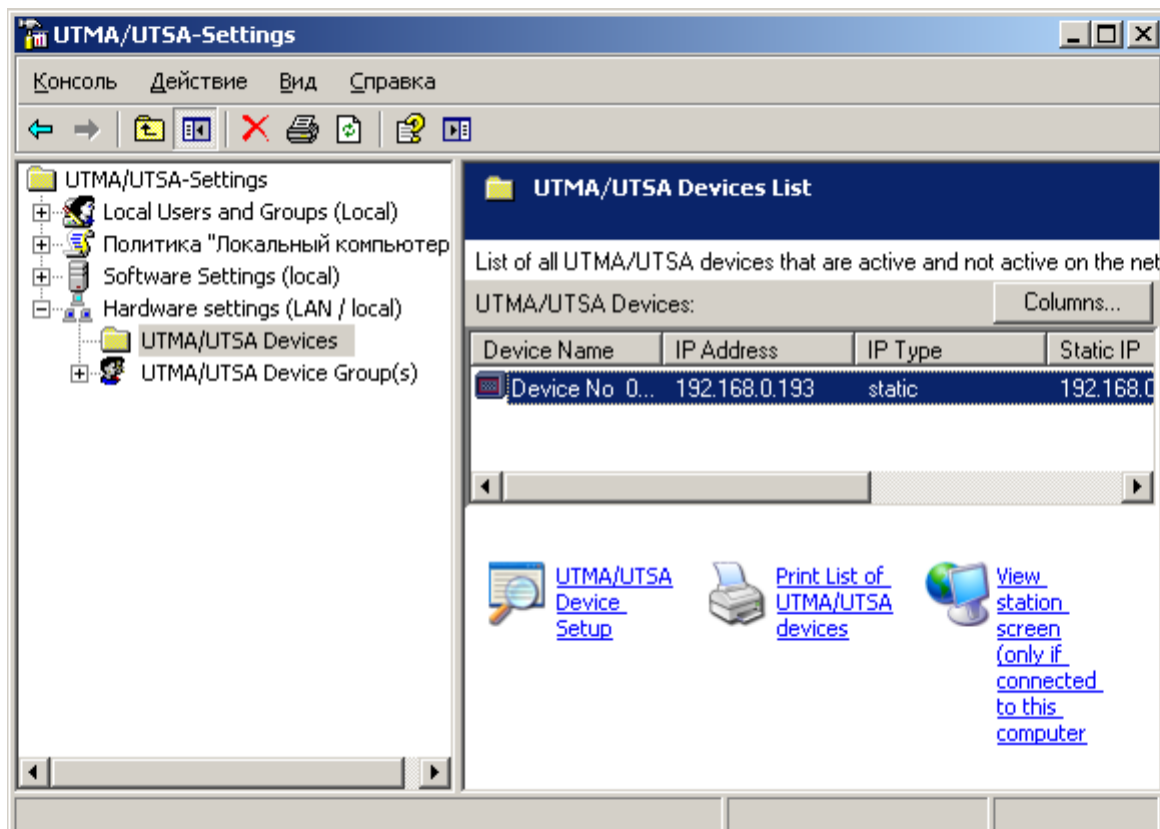 UTMA/UTSA-Settings
Консоль Действие Вид Справка
UTMA/UTSA-Settings
Local Users and Groups (Local)
Политика "Локальный компьютер
Software Settings (local)
Hardware settings (LAN / local)
UTMA/UTSA Devices
UTMA/UTSA Device Group(s)
UTMA/UTSA Devices List
List of all UTMA/UTSA devices that are active and not active on the net
UTMA/UTSA Devices: Columns...
Device Name IP Address IP Type Static IP
Device No 0... 192.168.0.193 static 192.168.0
UTMA/UTSA
Device
Setup
Print List of
UTMA/UTSA
devices
View
station
screen
(only if
connected
to this
computer